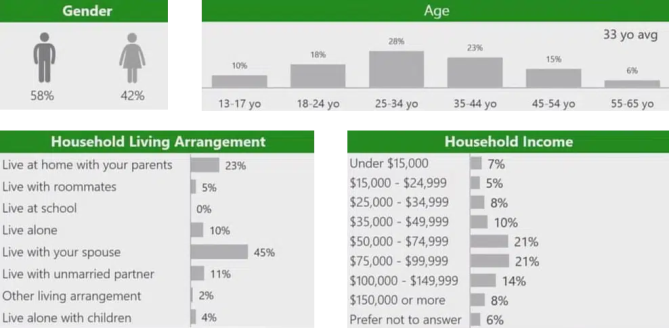 Gender
58%
42%
Age
33 yo avg
10%
18%
28%
23%
15%
6%
13-17 yo
18-24 yo
25-34 yo
35-44 yo
45-54 yo
55-65 yo
Household Living Arrangement
Live at home with your parents 23%
Live with roommates 5%
Live at school 0%
Live alone 10%
Live with your spouse 45%
Live with unmarried partner 11%
Other living arrangement 2%
Live alone with children 4%
Household Income
Under $15,000 7%
$15,000 - $24,999 5%
$25,000 - $34,999 8%
$35,000 - $49,999 10%
$50,000 - $74,999 21%
$75,000 - $99,999 21%
$100,000 - $149,999 14%
$150,000 or more 8%
Prefer not to answer 6%